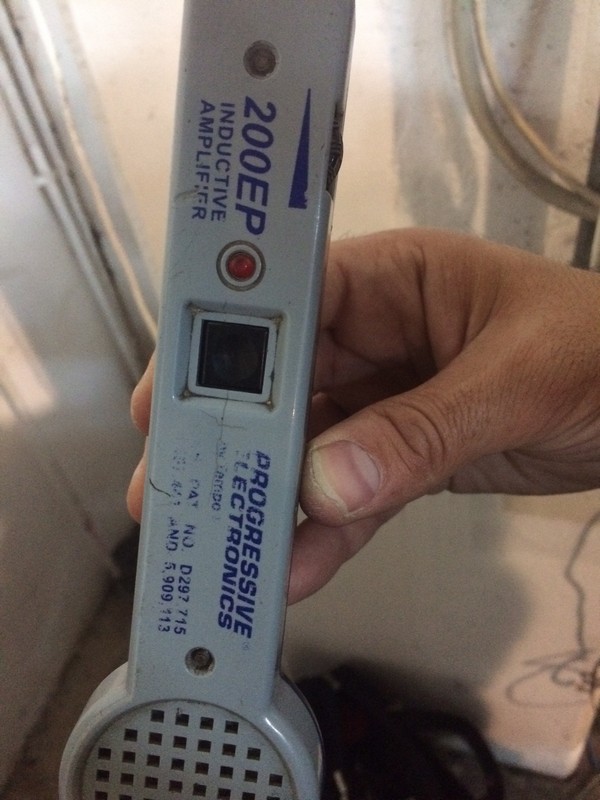 200EP
INDUCTIVE
AMPLIFIER
PROGRESSIVE
ELECTRONICS
PAT NO. D297 715
AND 5,909,113